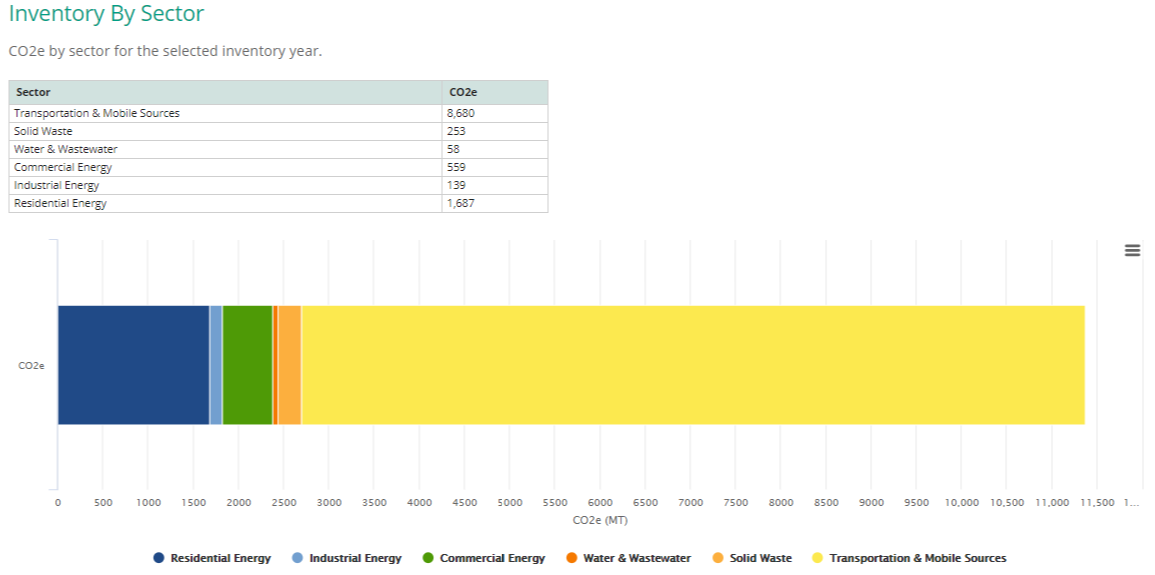 Inventory By Sector
CO2e by sector for the selected inventory year.
Sector CO2e
Transportation & Mobile Sources 8,680
Solid Waste 253
Water & Wastewater 58
Commercial Energy 559
Industrial Energy 139
Residential Energy 1,687
CO2e
0 500 1000 1500 2000 2500 3000 3500 4000 4500 5000 5500 6000 6500 7000 7500 8000 8500 9000 9500 10,000 10,500 11,000 11,500 1...
CO2e (MT)
Residential Energy Industrial Energy Commercial Energy Water & Wastewater Solid Waste Transportation & Mobile Sources